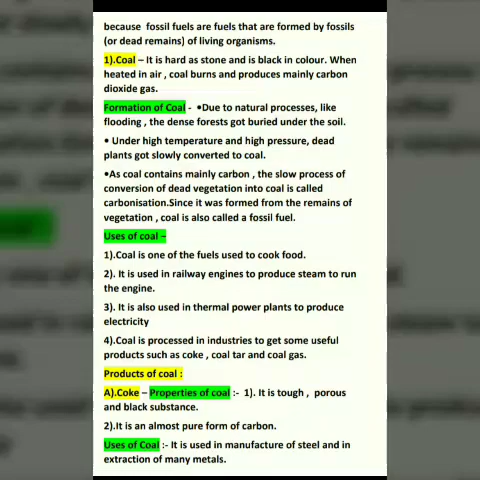 because fossil fuels are fuels that are formed by fossils
(or dead remains) of living organisms.
1).Coal – It is hard as stone and is black in colour. When
heated in air , coal burns and produces mainly carbon
dioxide gas.
Formation of Coal - •Due to natural processes, like
flooding , the dense forests got buried under the soil.
• Under high temperature and high pressure, dead
plants got slowly converted to coal.
•As coal contains mainly carbon , the slow process of
conversion of dead vegetation into coal is called
carbonisation.Since it was formed from the remains of
vegetation , coal is also called a fossil fuel.
Uses of coal –
1).Coal is one of the fuels used to cook food.
2). It is used in railway engines to produce steam to run
the engine.
3). It is also used in thermal power plants to produce
electricity
4).Coal is processed in industries to get some useful
products such as coke , coal tar and coal gas.
Products of coal :
A).Coke – Properties of coal :- 1). It is tough , porous
and black substance.
2).It is an almost pure form of carbon.
Uses of Coal :- It is used in manufacture of steel and in
extraction of many metals.